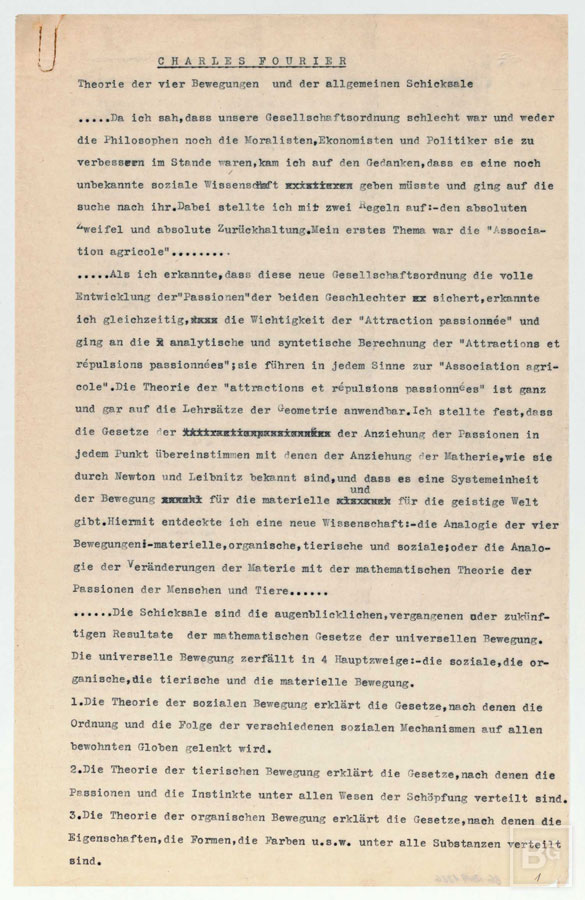 CHARLES FOURIER
Theorie der vier Bewegungen und der allgemeinen Schicksale
.....Da ich sah,dass unsere Gesellschaftsordnung schlecht war und weder
die Philosophen noch die Moralisten,Ekonomisten und Politiker sie zu
verbessern im Stande waren,kam ich auf den Gedanken,dass es eine noch
unbekannte soziale Wissenschaft geben müsste und ging auf die
suche nach ihr.Dabei stellte ich mir zwei Regeln auf:-den absoluten
Zweifel und absolute Zurückhaltung.Mein erstes Thema war die "Associa-
tion agricole".........
.....Als ich erkannte,dass diese neue Gesellschaftsordnung die volle
Entwicklung der"Passionen"der beiden Geschlechter sichert,erkannte
ich gleichzeitig, die Wichtigkeit der "Attraction passionnée" und
ging an die analytische und syntetische Berechnung der "Attractions et
répulsions passionnées";sie führen in jedem Sinne zur "Association agri-
cole".Die Theorie der "attractions et répulsions passionnées" ist ganz
und gar auf die Lehrsätze der Geometrie anwendbar.Ich stellte fest,dass
die Gesetze der der Anziehung der Passionen in
jedem Punkt übereinstimmen mit denen der Anziehung der Matherie,wie sie
durch Newton und Leibnitz bekannt sind,und dass es eine Systemeinheit
der Bewegung für die materielle und für die geistige Welt
gibt.Hiermit entdeckte ich eine neue Wissenschaft:-die Analogie der vier
Bewegungen:-materielle,organische,tierische und soziale;oder die Analo-
gie der Veränderungen der Materie mit der mathematischen Theorie der
Passionen der Menschen und Tiere......
......Die Schicksale sind die augenblicklichen,vergangenen oder zukünf-
tigen Resultate der mathematischen Gesetze der universellen Bewegung.
Die universelle Bewegung zerfällt in 4 Hauptzweige:-die soziale,die or-
ganische,die tierische und die materielle Bewegung.
1.Die Theorie der sozialen Bewegung erklärt die Gesetze,nach denen die
Ordnung und die Folge der verschiedenen sozialen Mechanismen auf allen
bewohnten Globen gelenkt wird.
2.Die Theorie der tierischen Bewegung erklärt die Gesetze,nach denen die
Passionen und die Instinkte unter allen Wesen der Schöpfung verteilt sind.
3.Die Theorie der organischen Bewegung erklärt die Gesetze,nach denen die
Eigenschaften,die Formen,die Farben u.s.w. unter alle Substanzen verteilt
sind.
BG
1